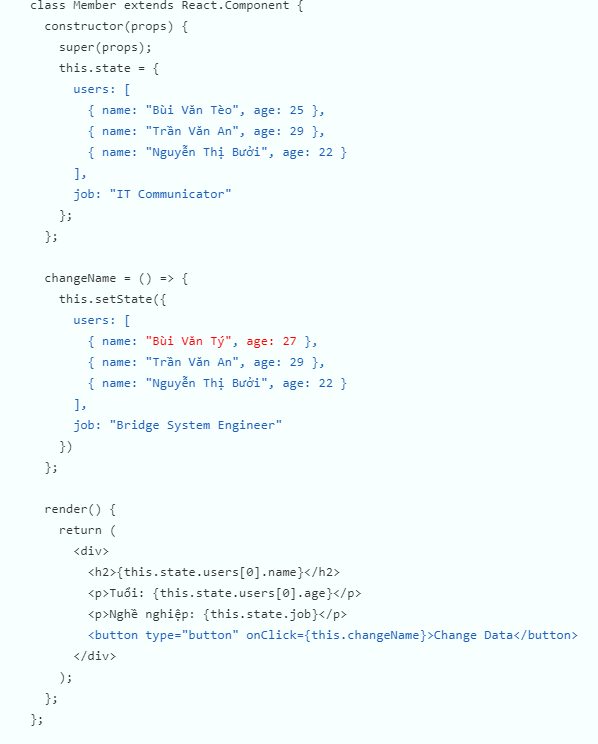 class Member extends React.Component {
  constructor(props) {
    super(props);
    this.state = {
      users: [
        { name: "Bùi Văn Tèo", age: 25 },
        { name: "Trần Văn An", age: 29 },
        { name: "Nguyễn Thị Bưởi", age: 22 }
      ],
      job: "IT Communicator"
    };
  };

  changeName = () => {
    this.setState({
      users: [
        { name: "Bùi Văn Tý", age: 27 },
        { name: "Trần Văn An", age: 29 },
        { name: "Nguyễn Thị Bưởi", age: 22 }
      ],
      job: "Bridge System Engineer"
    })
  };

  render() {
    return (
      <div>
        <h2>{this.state.users[0].name}</h2>
        <p>Tuổi: {this.state.users[0].age}</p>
        <p>Nghề nghiệp: {this.state.job}</p>
        <button type="button" onClick={this.changeName}>Change Data</button>
      </div>
    );
  };
};